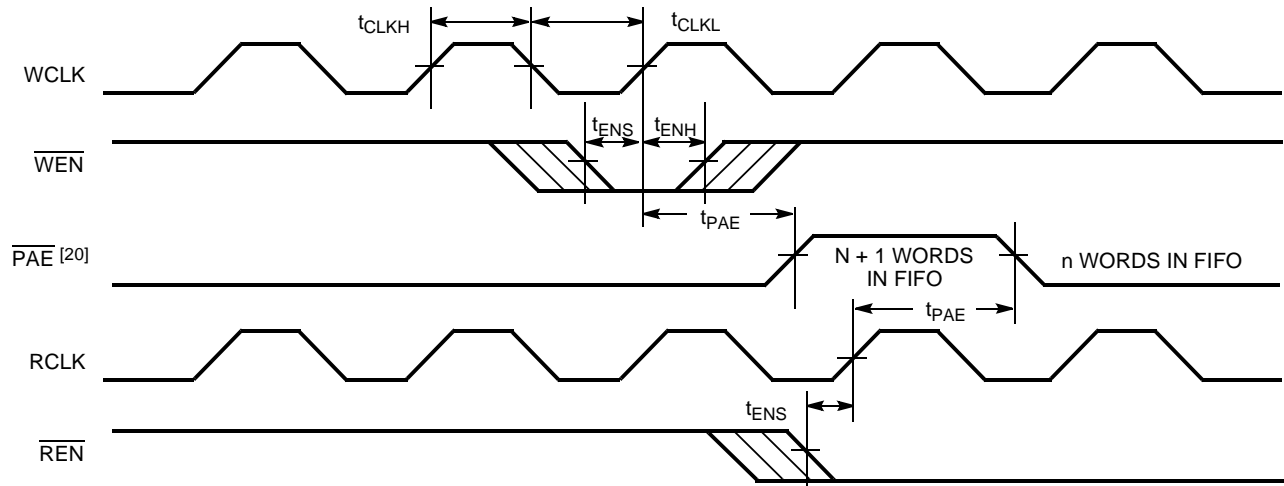 tCLKH
tCLKL
WCLK
tENS
tENH
WEN
tPAE
PAE [20]
N + 1 WORDS
IN FIFO
n WORDS IN FIFO
tPAE
RCLK
tENS
REN